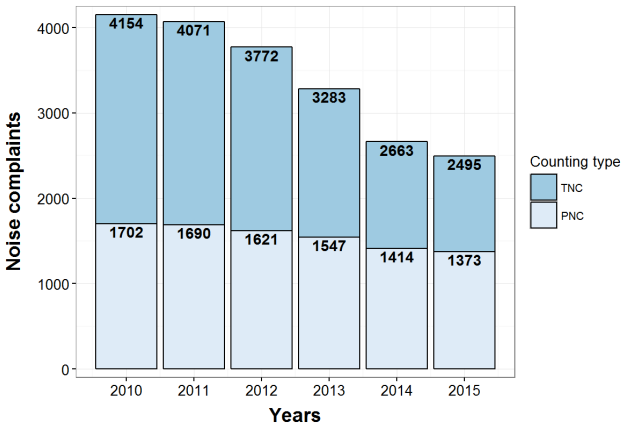 4154 4071 3772 3283 2663 2495
1702 1690 1621 1547 1414 1373
4000
3000
2000
1000
0
Noise complaints
2010 2011 2012 2013 2014 2015
Years
Counting type
TNC
PNC